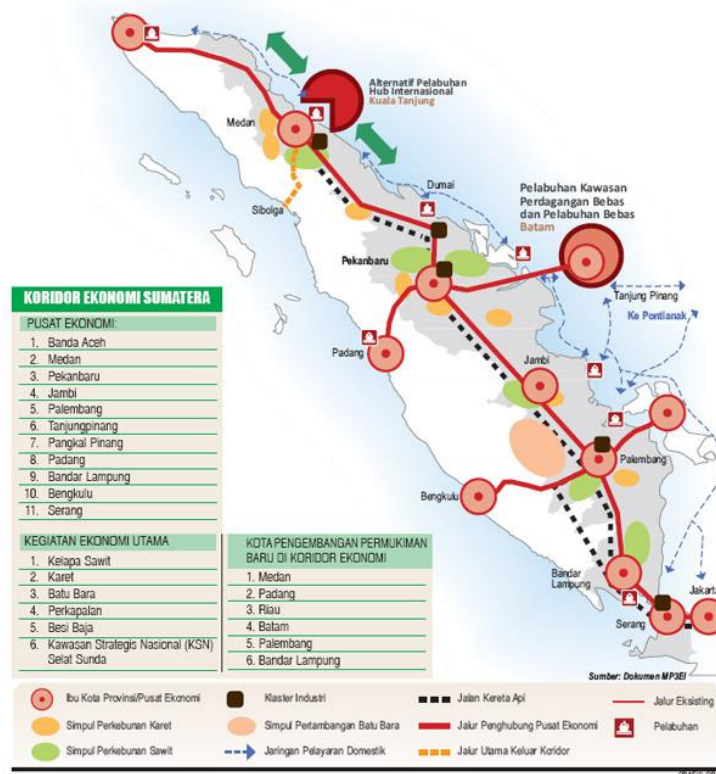 Alternatif Pelabuhan
Hub Internasional
Kuala Tanjung
Medan
Sibolga
Dumai
Pelabuhan Kawasan
Perdagangan Bebas
dan Pelabuhan Bebas
Batam
Pekanbaru
Tanjung Pinang
Ke Pontianak
Padang
Jambi
Palembang
Bengkulu
Bandar
Lampung
Serang
Jakarta
KORIDOR EKONOMI SUMATERA
PUSAT EKONOMI:
1. Banda Aceh
2. Medan
3. Pekanbaru
4. Jambi
5. Palembang
6. Tanjungpinang
7. Pangkal Pinang
8. Padang
9. Bandar Lampung
10. Bengkulu
11. Serang
KEGIATAN EKONOMI UTAMA
1. Kelapa Sawit
2. Karet
3. Batu Bara
4. Perkapalan
5. Besi Baja
6. Kawasan Strategis Nasional (KSN)
Selat Sunda
KOTA PENGEMBANGAN PERMUKIMAN
BARU DI KORIDOR EKONOMI
1. Medan
2. Padang
3. Riau
4. Batam
5. Palembang
6. Bandar Lampung
Sumber: Dokumen MP3EI
Ibu Kota Provinsi/Pusat Ekonomi
Klaster Industri
Jalan Kereta Api
Jalur Eksisting
Simpul Perkebunan Karet
Simpul Pertambangan Batu Bara
Jalur Penghubung Pusat Ekonomi
Pelabuhan
Simpul Perkebunan Sawit
Jaringan Pelayaran Domestik
Jalur Utama Keluar Koridor